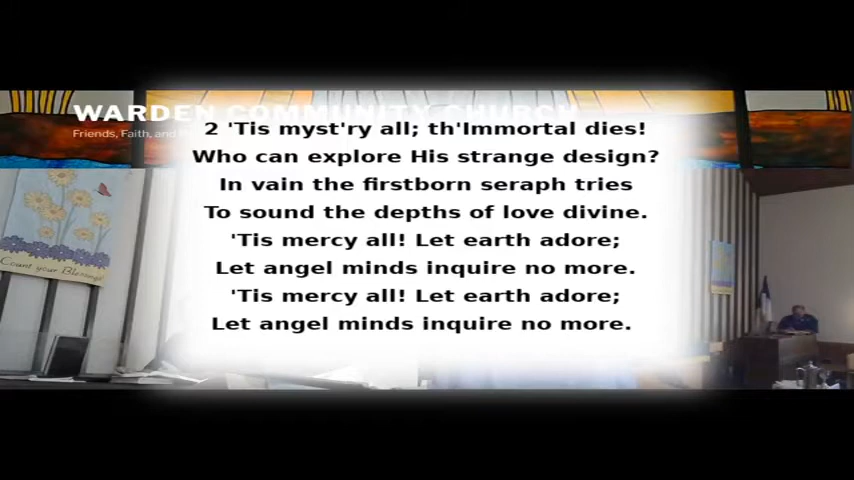 WARDEN COMMUNITY CHURCH
Friends, Faith, and
2 'Tis myst'ry all; th'Immortal dies!
Who can explore His strange design?
In vain the firstborn seraph tries
To sound the depths of love divine.
'Tis mercy all! Let earth adore;
Let angel minds inquire no more.
'Tis mercy all! Let earth adore;
Let angel minds inquire no more.
Count your Blessings